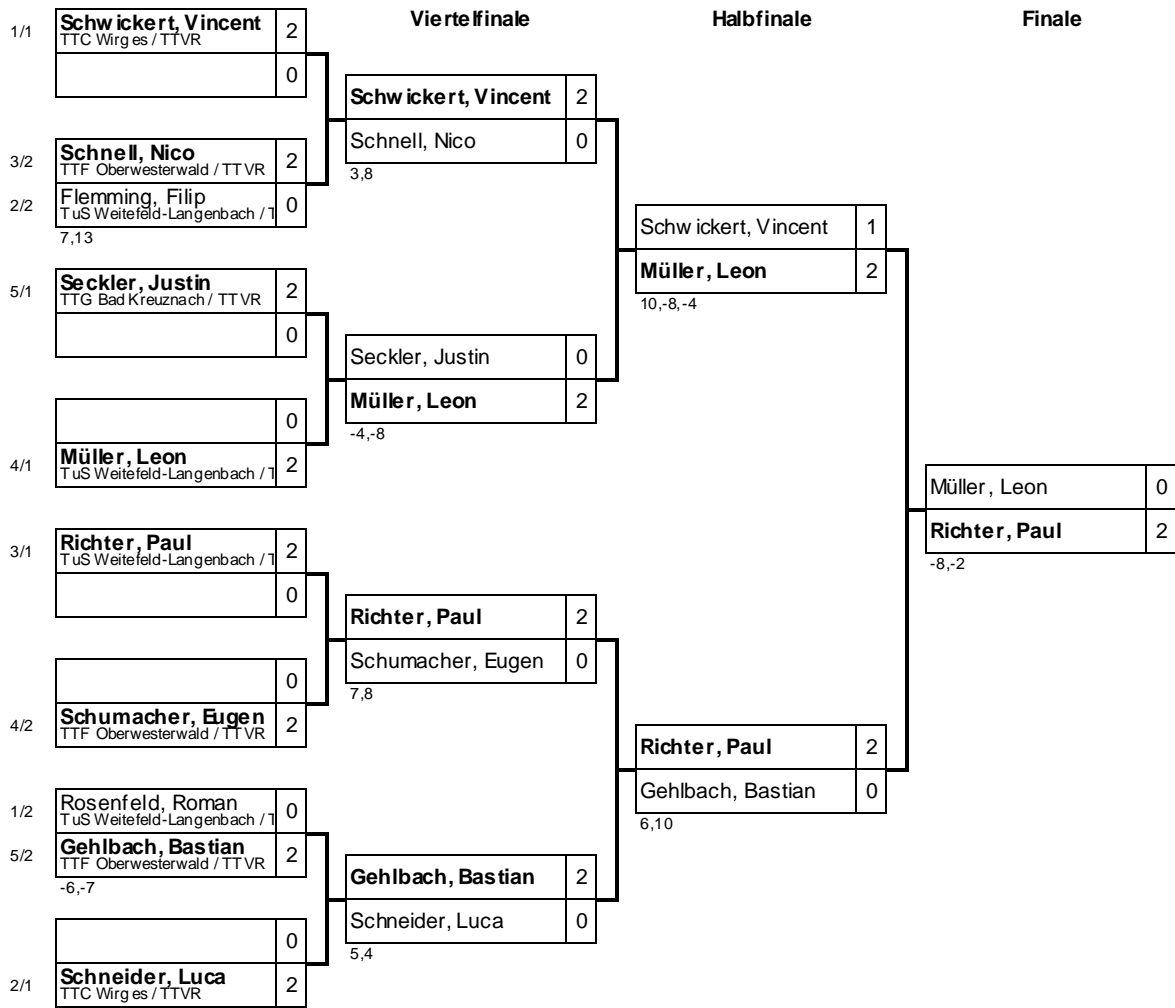 Viertelfinale Halbfinale Finale
1/1 Schwickert, Vincent 2
TTC Wirges / TTVR
0
3/2 Schnell, Nico 2
TTF Oberwesterwald / TTVR
2/2 Flemming, Filip 0
TuS Weitefeld-Langenbach / T
7,13
5/1 Seckler, Justin 2
TTG Bad Kreuznach / TTVR
0
0
4/1 Müller, Leon 2
TuS Weitefeld-Langenbach / T
3/1 Richter, Paul 2
TuS Weitefeld-Langenbach / T
0
0
4/2 Schumacher, Eugen 2
TTF Oberwesterwald / TTVR
1/2 Rosenfeld, Roman 0
TuS Weitefeld-Langenbach / T
5/2 Gehlbach, Bastian 2
TTF Oberwesterwald / TTVR
-6,-7
0
2/1 Schneider, Luca 2
TTC Wirges / TTVR
Schwickert, Vincent 2
Schnell, Nico 0
3,8
Seckler, Justin 0
Müller, Leon 2
-4,-8
Richter, Paul 2
Schumacher, Eugen 0
7,8
Gehlbach, Bastian 2
Schneider, Luca 0
5,4
Schwickert, Vincent 1
Müller, Leon 2
10,-8,-4
Richter, Paul 2
Gehlbach, Bastian 0
6,10
Müller, Leon 0
Richter, Paul 2
-8,-2